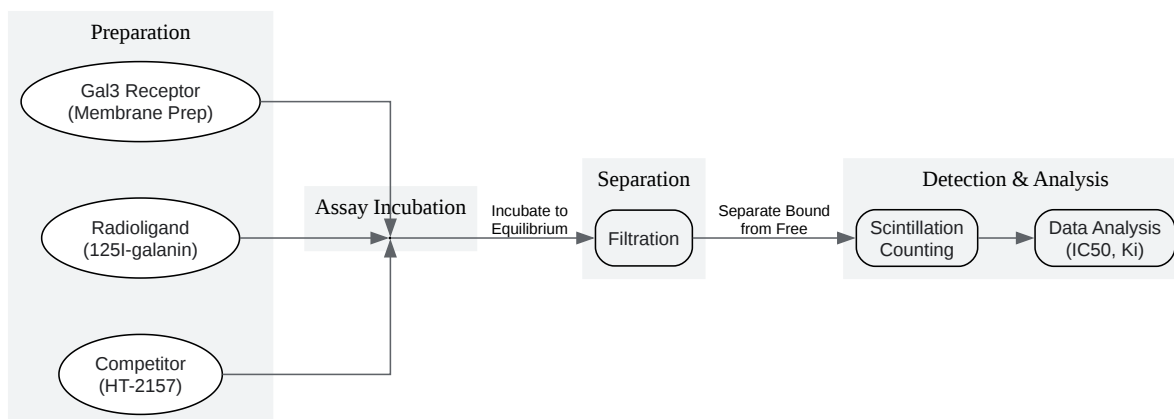 Preparation
Gal3 Receptor
(Membrane Prep)
Radioligand
(125I-galanin)
Competitor
(HT-2157)
Assay Incubation
Incubate to
Equilibrium
Separation
Filtration
Separate Bound
from Free
Detection & Analysis
Scintillation
Counting
Data Analysis
(IC50, Ki)